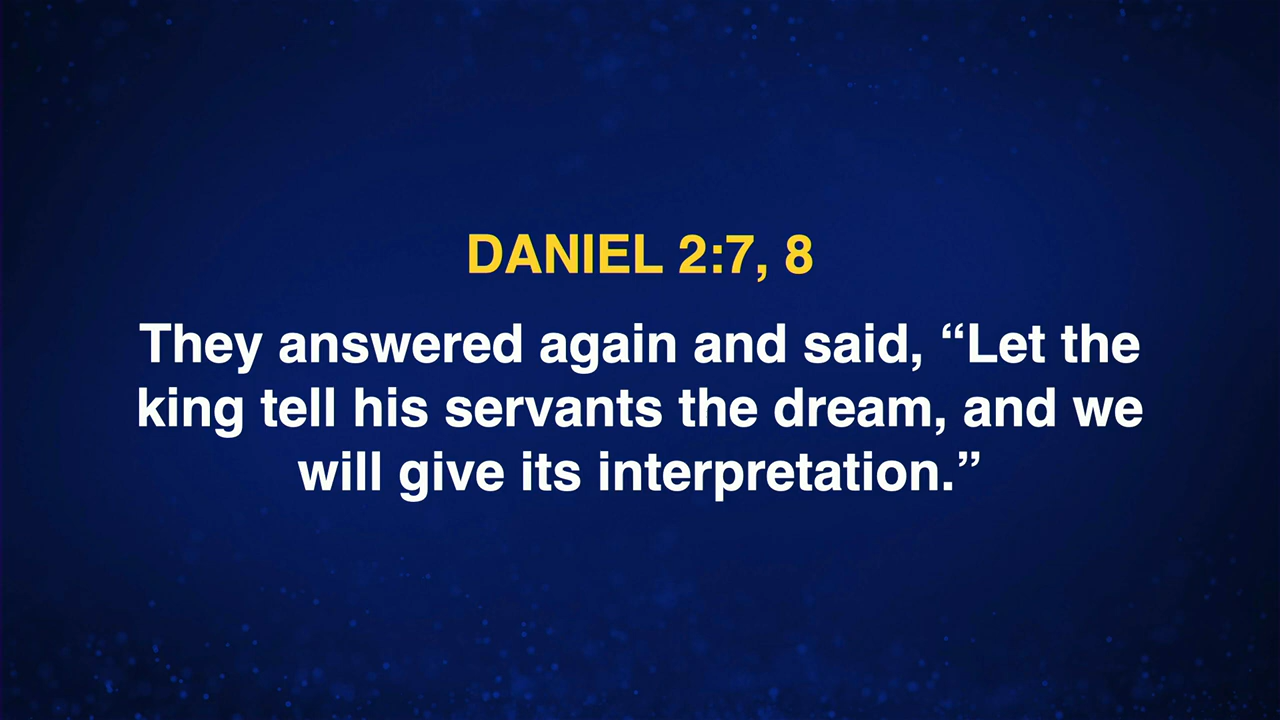 DANIEL 2:7, 8
They answered again and said, “Let the
king tell his servants the dream, and we
will give its interpretation.”